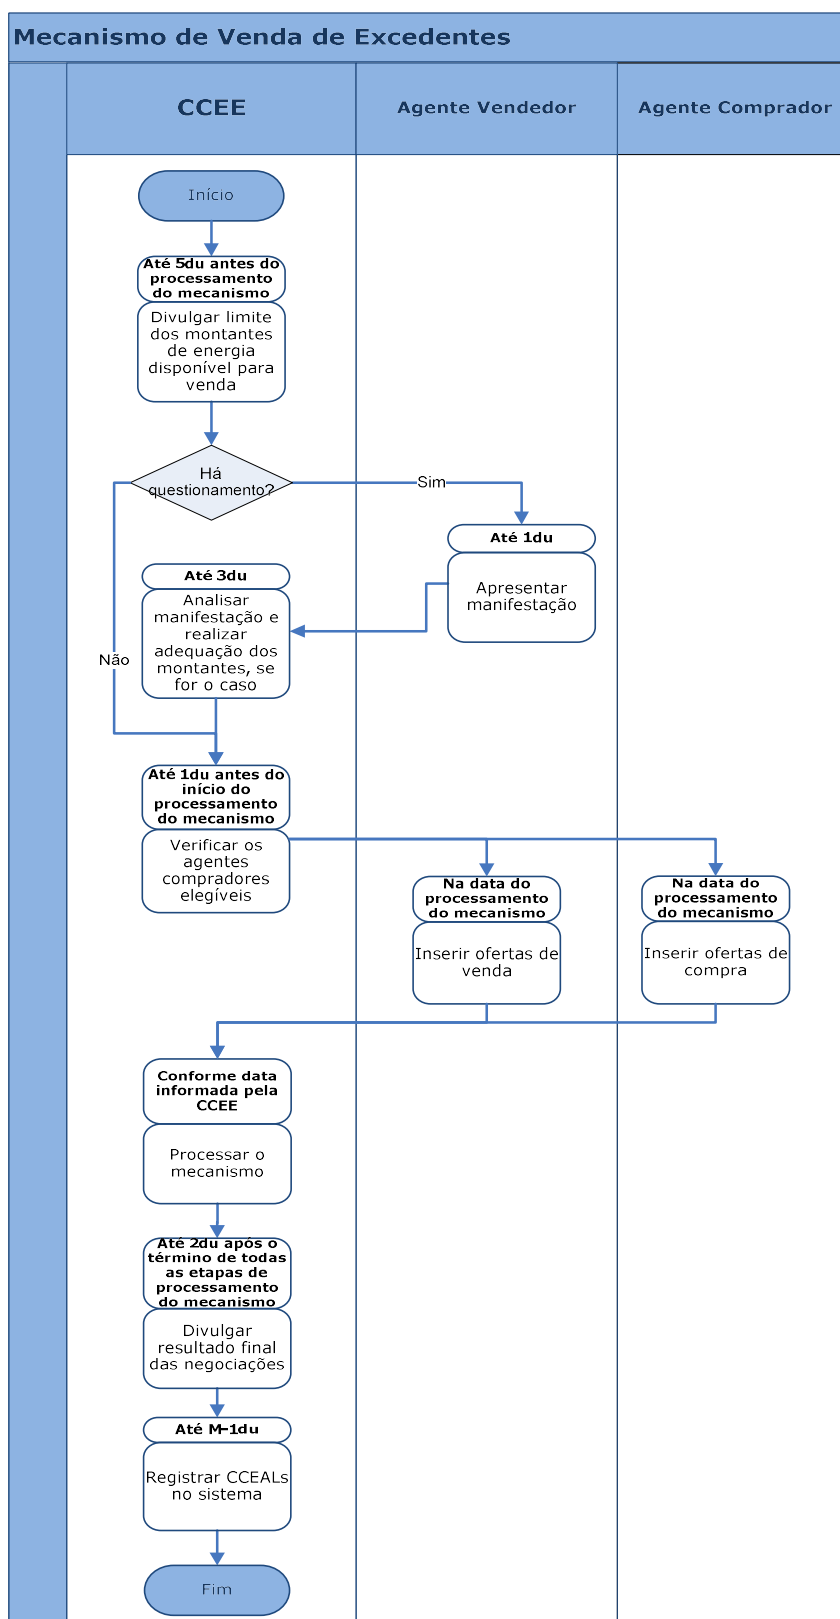 Mecanismo de Venda de Excedentes
CCEE
Agente Vendedor
Agente Comprador
Início
Até 5du antes do
processamento
do mecanismo
Divulgar limite
dos montantes
de energia
disponível para
venda
Há
questionamento?
Sim
Até 1du
Apresentar
manifestação
Até 3du
Analisar
manifestação e
realizar
adequação dos
montantes, se
for o caso
Não
Até 1du antes do
início do
processamento
do mecanismo
Verificar os
agentes
compradores
elegíveis
Na data do
processamento
do mecanismo
Inserir ofertas de
venda
Na data do
processamento
do mecanismo
Inserir ofertas de
compra
Conforme data
informada pela
CCEE
Processar o
mecanismo
Até 2du após o
término de todas
as etapas de
processamento
do mecanismo
Divulgar
resultado final
das negociações
Até M-1du
Registrar CCEALs
no sistema
Fim